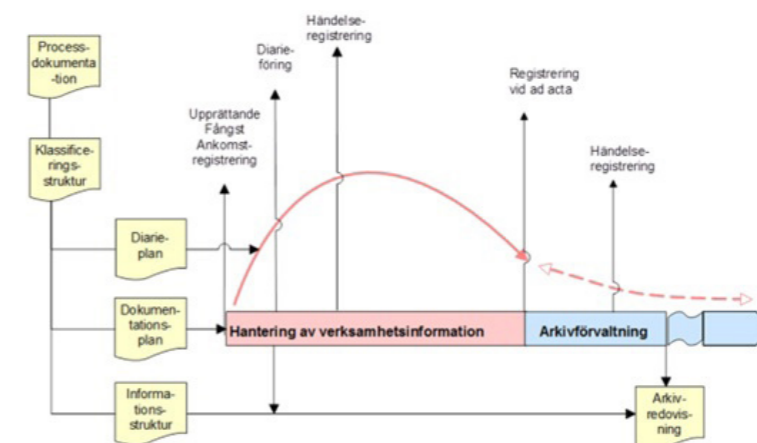 Process-
dokumenta
-tion
Klassifice-
rings-
struktur
Diarie-
plan
Dokumen-
tations-
plan
Informa-
tions-
struktur
Upprättande
Fångst
Ankomst-
registrering
Diarie-
föring
Händelse-
registrering
Registrering
vid ad acta
Händelse-
registrering
Hantering av verksamhetsinformation
Arkivförvaltning
Arkiv-
redovis-
ning